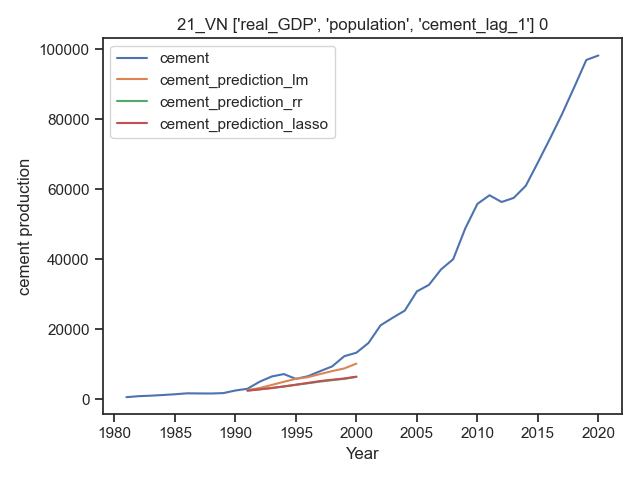 21_VN ['real_GDP', 'population', 'cement_lag_1'] 0
100000
80000
60000
40000
20000
0
cement production
cement
cement_prediction_lm
cement_prediction_rr
cement_prediction_lasso
1980
1985
1990
1995
2000
2005
2010
2015
2020
Year